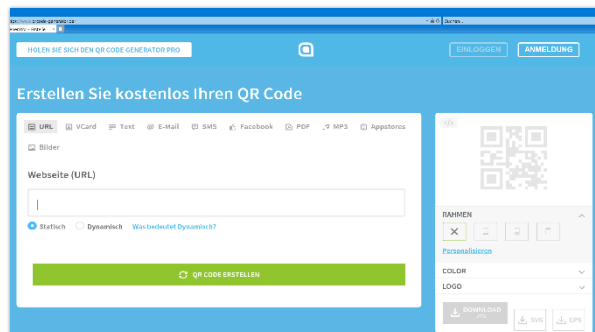 HOLEN SIE SICH DEN QR CODE GENERATOR PRO
EINLOGGEN
ANMELDUNG
Erstellen Sie kostenlos Ihren QR Code
URL VCard Text @ E-Mail SMS Facebook PDF MP3 Appstores
Bilder
Webseite (URL)
Statisch Dynamisch Was bedeutet Dynamisch?
QR CODE ERSTELLEN
</>
RAHMEN
Personalisieren
COLOR
LOGO
DOWNLOAD
SVG
EPS